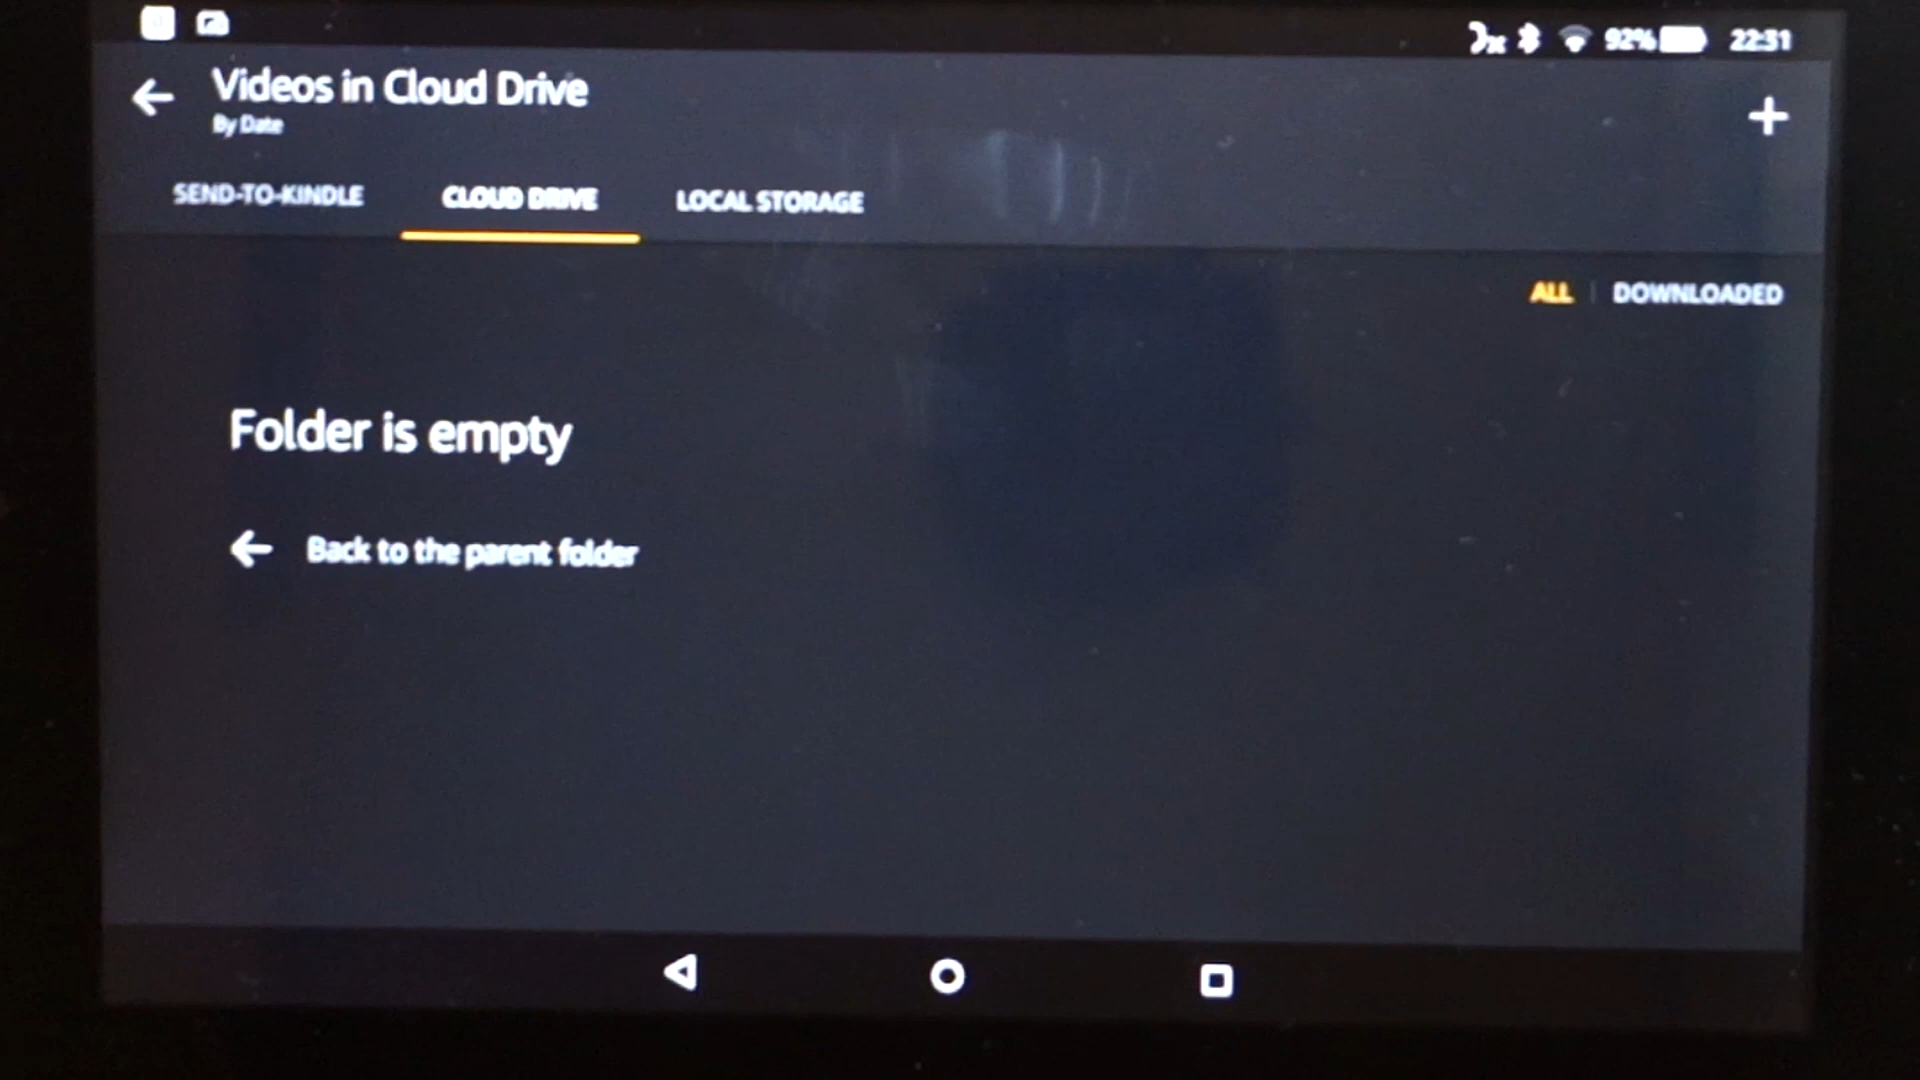 92% 22:31
Videos in Cloud Drive
By Date
SEND-TO-KINDLE CLOUD DRIVE LOCAL STORAGE
ALL | DOWNLOADED
Folder is empty
Back to the parent folder